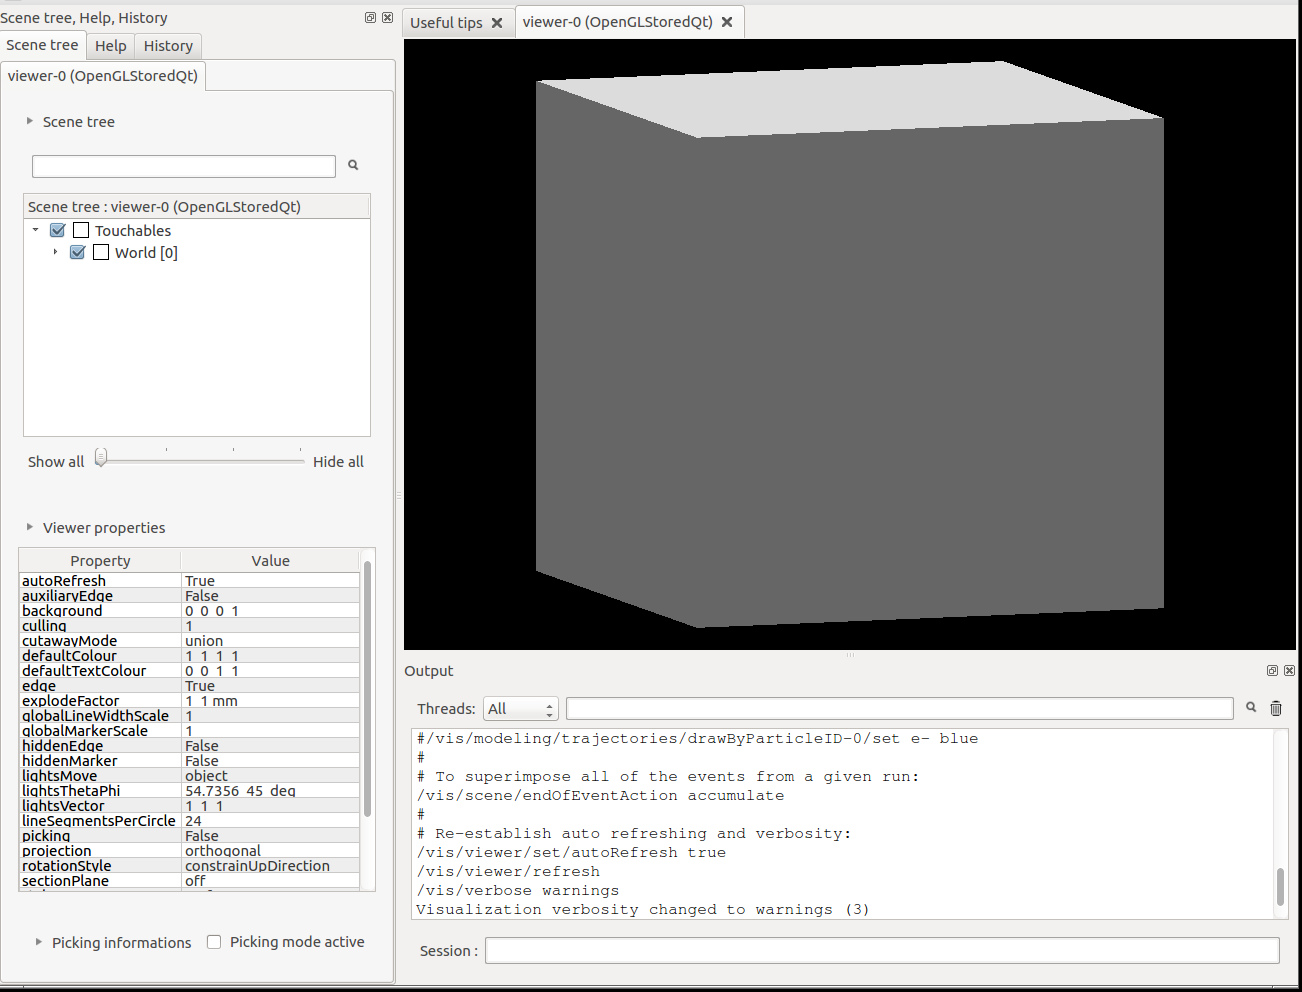 Scene tree, Help, History
Scene tree
Help
History
viewer-0 (OpenGLStoredQt)
Scene tree
Scene tree : viewer-0 (OpenGLStoredQt)
Touchables
World [0]
Show all
Hide all
Viewer properties
Property Value
autoRefresh True
auxiliaryEdge False
background 0 0 0 1
culling 1
cutawayMode union
defaultColour 1 1 1 1
defaultTextColour 0 0 1 1
edge True
explodeFactor 1 1 mm
globalLineWidthScale 1
globalMarkerScale 1
hiddenEdge False
hiddenMarker False
lightsMove object
lightsThetaPhi 54.7356 45 deg
lightsVector 1 1 1
lineSegmentsPerCircle 24
picking False
projection orthogonal
rotationStyle constrainUpDirection
sectionPlane off
Picking informations
Picking mode active
Useful tips
viewer-0 (OpenGLStoredQt)
Output
Threads: All
#/vis/modeling/trajectories/drawByParticleID-0/set e- blue
#
# To superimpose all of the events from a given run:
/vis/scene/endOfEventAction accumulate
#
# Re-establish auto refreshing and verbosity:
/vis/viewer/set/autoRefresh true
/vis/viewer/refresh
/vis/verbose warnings
Visualization verbosity changed to warnings (3)
Session :